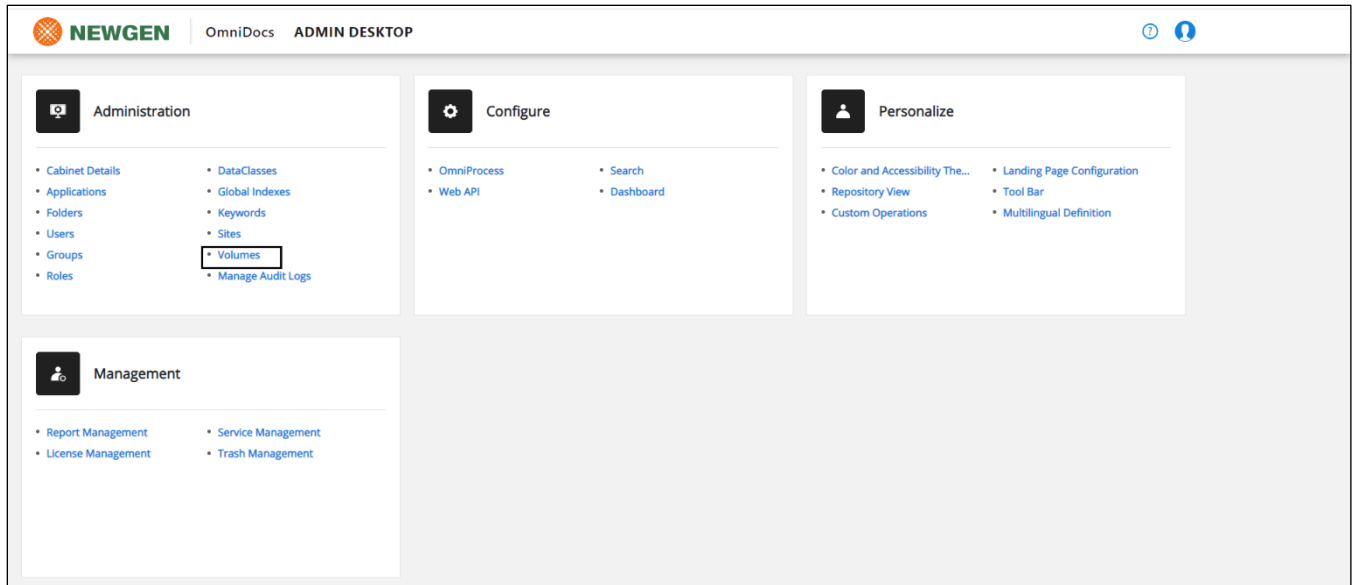 NEWGEN OmniDocs ADMIN DESKTOP ?
Administration
Cabinet Details
Applications
Folders
Users
Groups
Roles
DataClasses
Global Indexes
Keywords
Sites
Volumes
Manage Audit Logs
Configure
OmniProcess
Web API
Search
Dashboard
Personalize
Color and Accessibility The...
Repository View
Custom Operations
Landing Page Configuration
Tool Bar
Multilingual Definition
Management
Report Management
License Management
Service Management
Trash Management